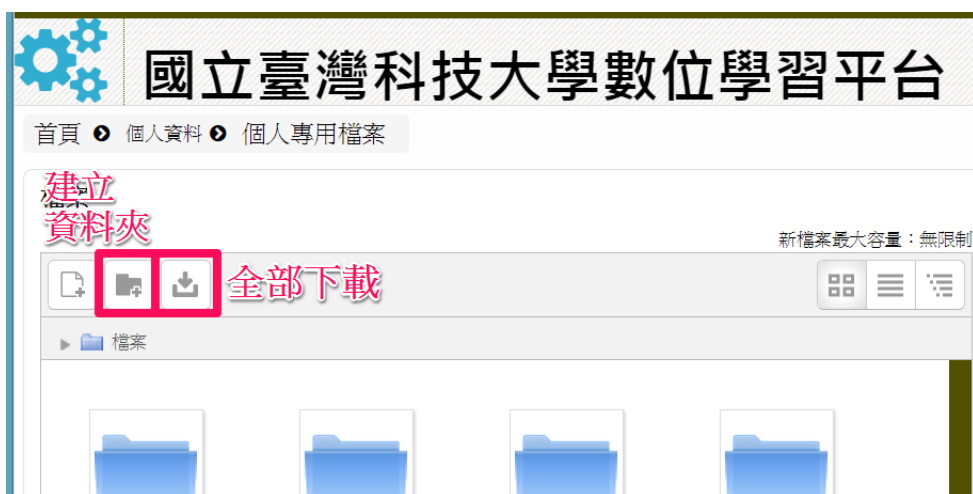 國立臺灣科技大學數位學習平台
首頁 個人資料 個人專用檔案
建立
資料夾
新檔案最大容量：無限制
全部下載
檔案